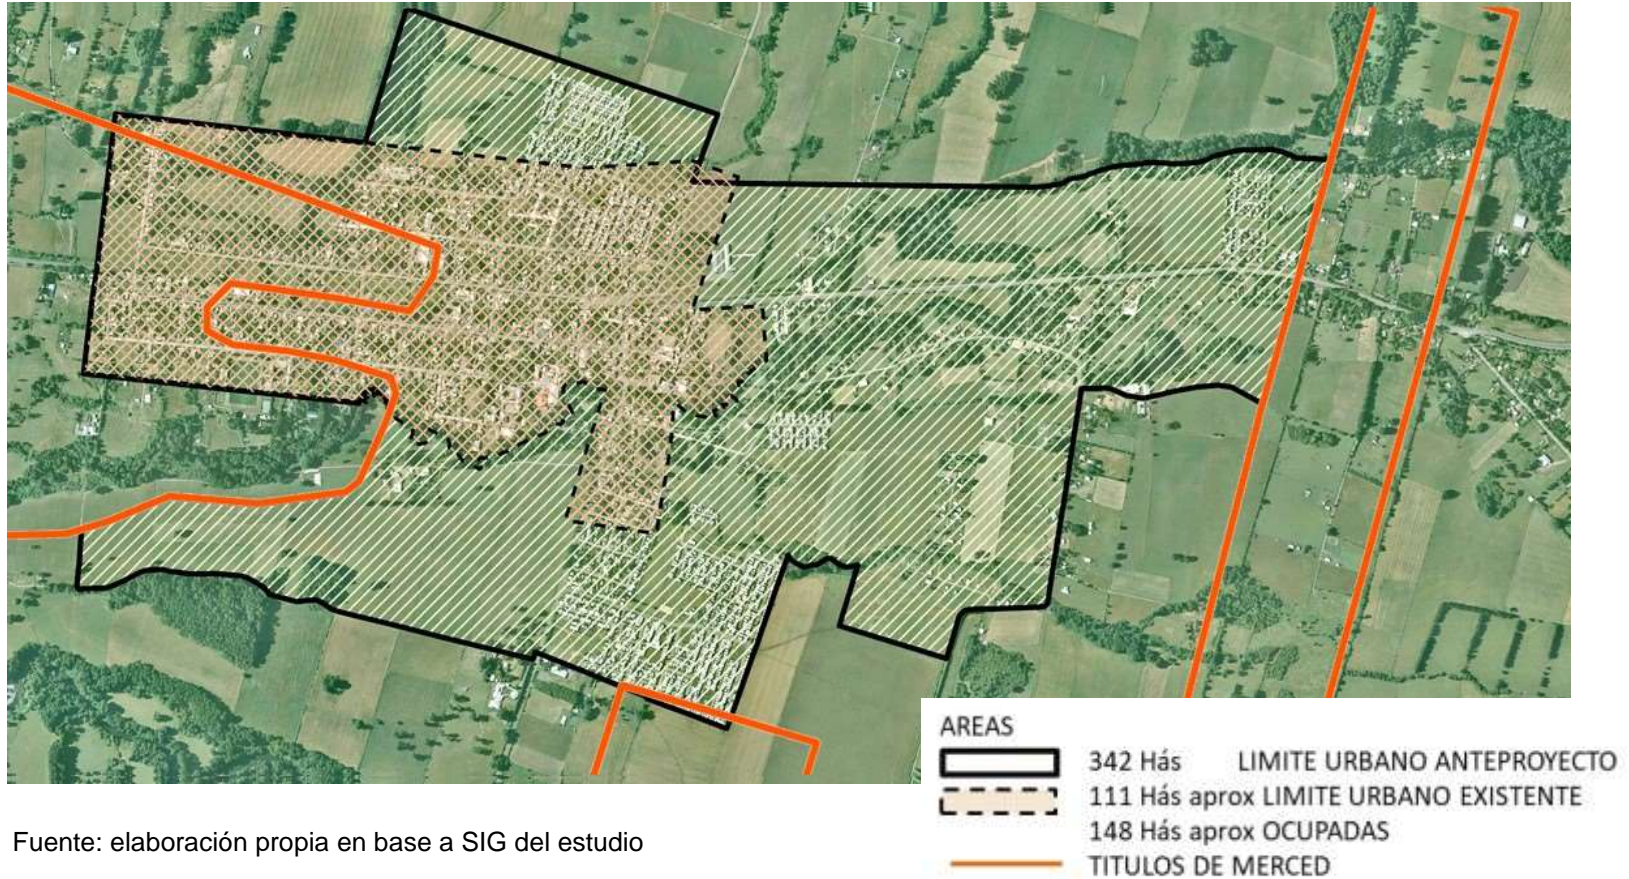 AREAS
342 Hás LIMITE URBANO ANTEPROYECTO
111 Hás aprox LIMITE URBANO EXISTENTE
148 Hás aprox OCUPADAS
TITULOS DE MERCED
Fuente: elaboración propia en base a SIG del estudio